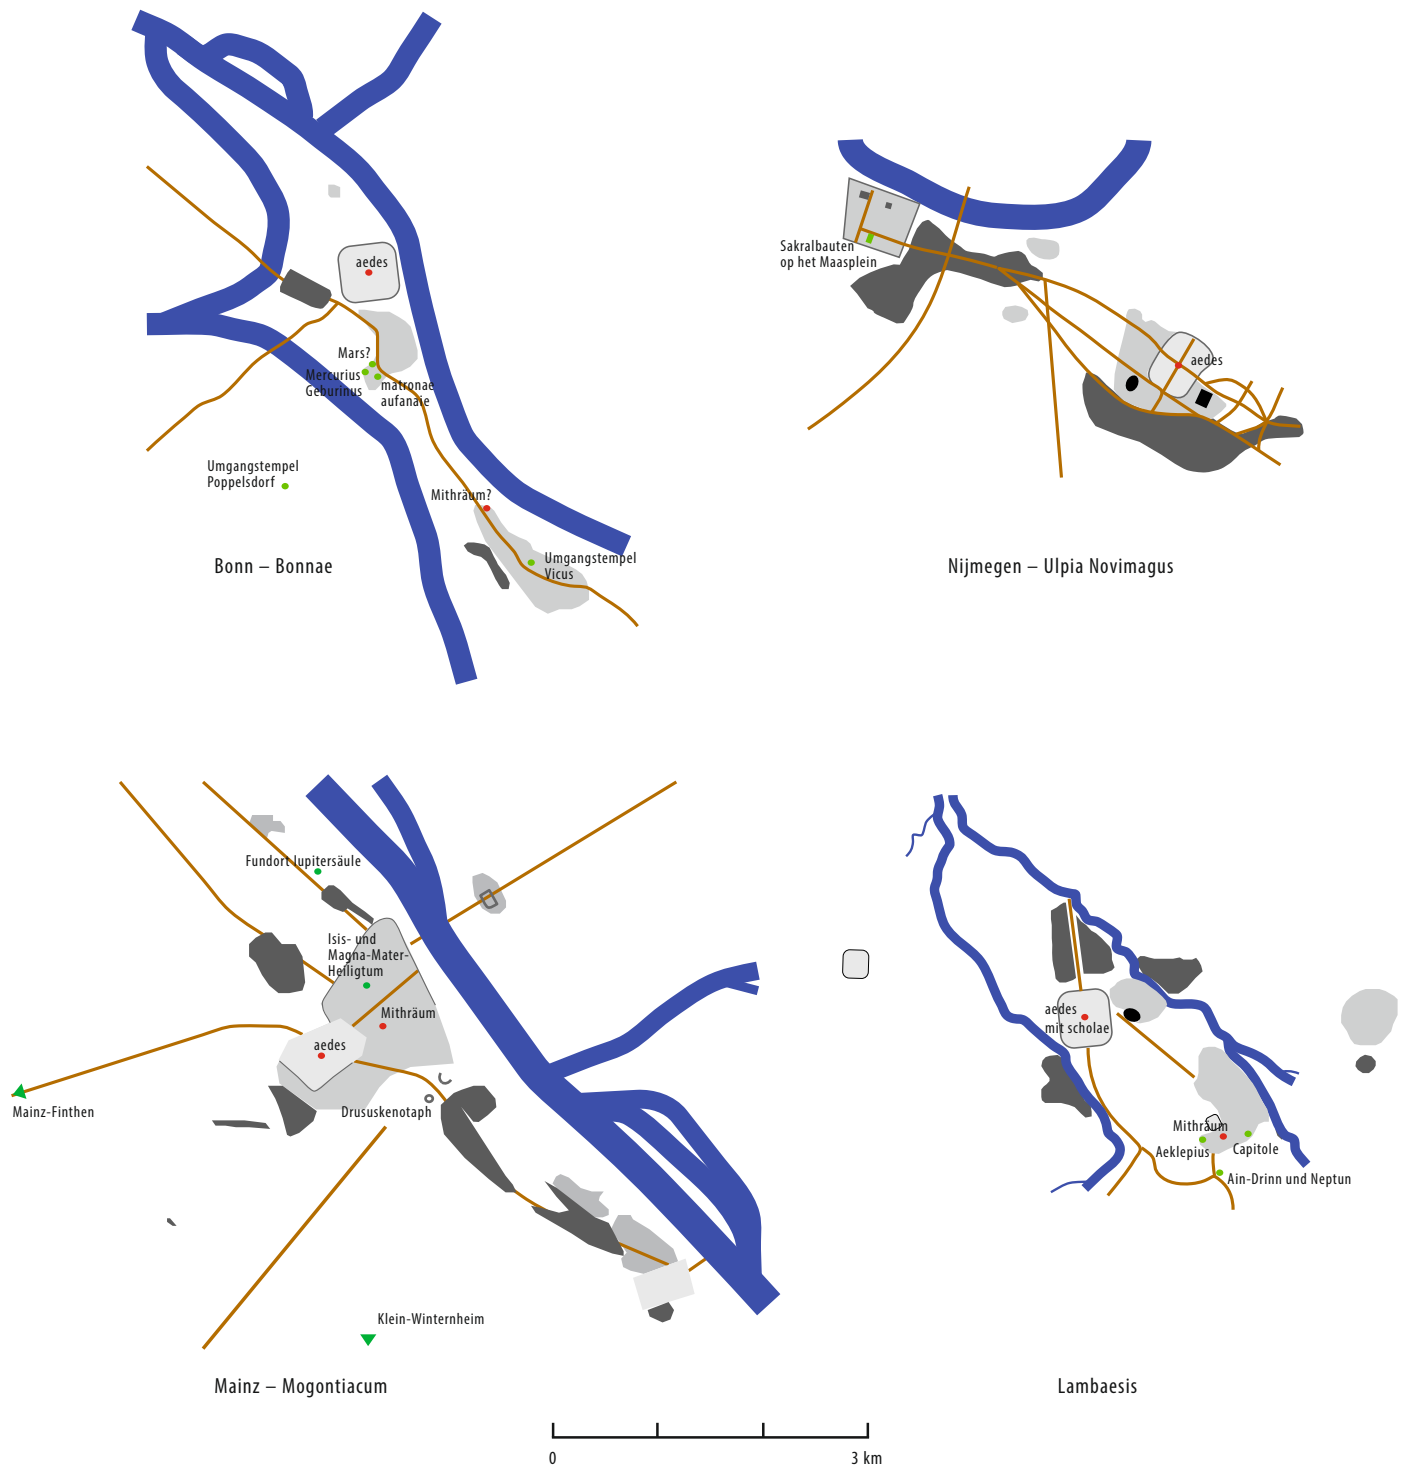 aedes
Mars?
Mercurius
Geburinus
matronae
aufanaie
Umgangstempel
Poppelsdorf
Mithräum?
Umgangstempel
Vicus
Bonn – Bonnae
Sakralbauten
op het Maasplein
aedes
Nijmegen – Ulpia Novimagus
Fundort Iupitersäule
Isis- und
Magna-Mater-
Heiligtum
Mithräum
aedes
Mainz-Finthen
Drususkenotaph
Klein-Winternheim
Mainz – Mogontiacum
aedes
mit scholae
Mithräum
Aeklepius
Capitole
Ain-Drinn und Neptun
Lambaesis
0
3 km